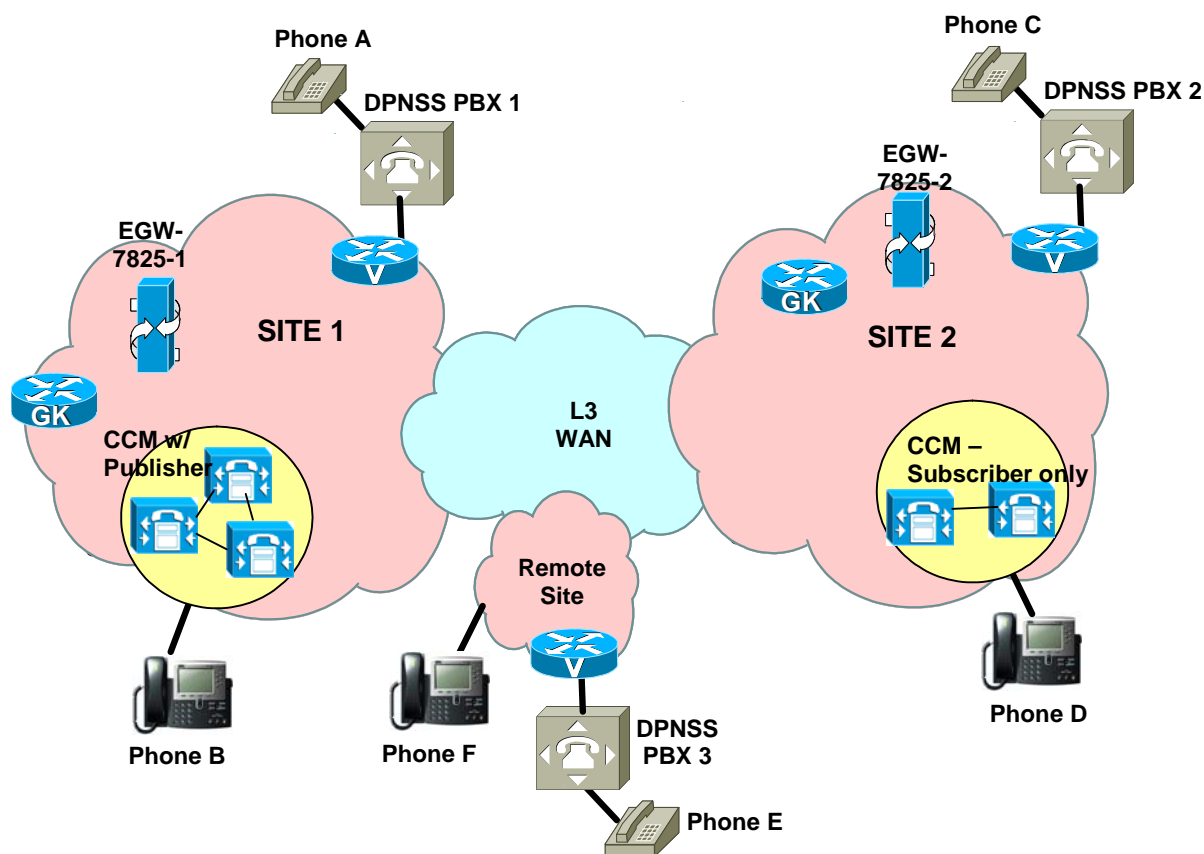 Phone A
DPNSS PBX 1
Phone C
DPNSS PBX 2
EGW-
7825-1
V
EGW-
7825-2
V
GK
SITE 1
SITE 2
GK
L3
WAN
CCM w/
Publisher
CCM –
Subscriber only
Remote
Site
V
Phone B
Phone F
DPNSS
PBX 3
Phone D
Phone E